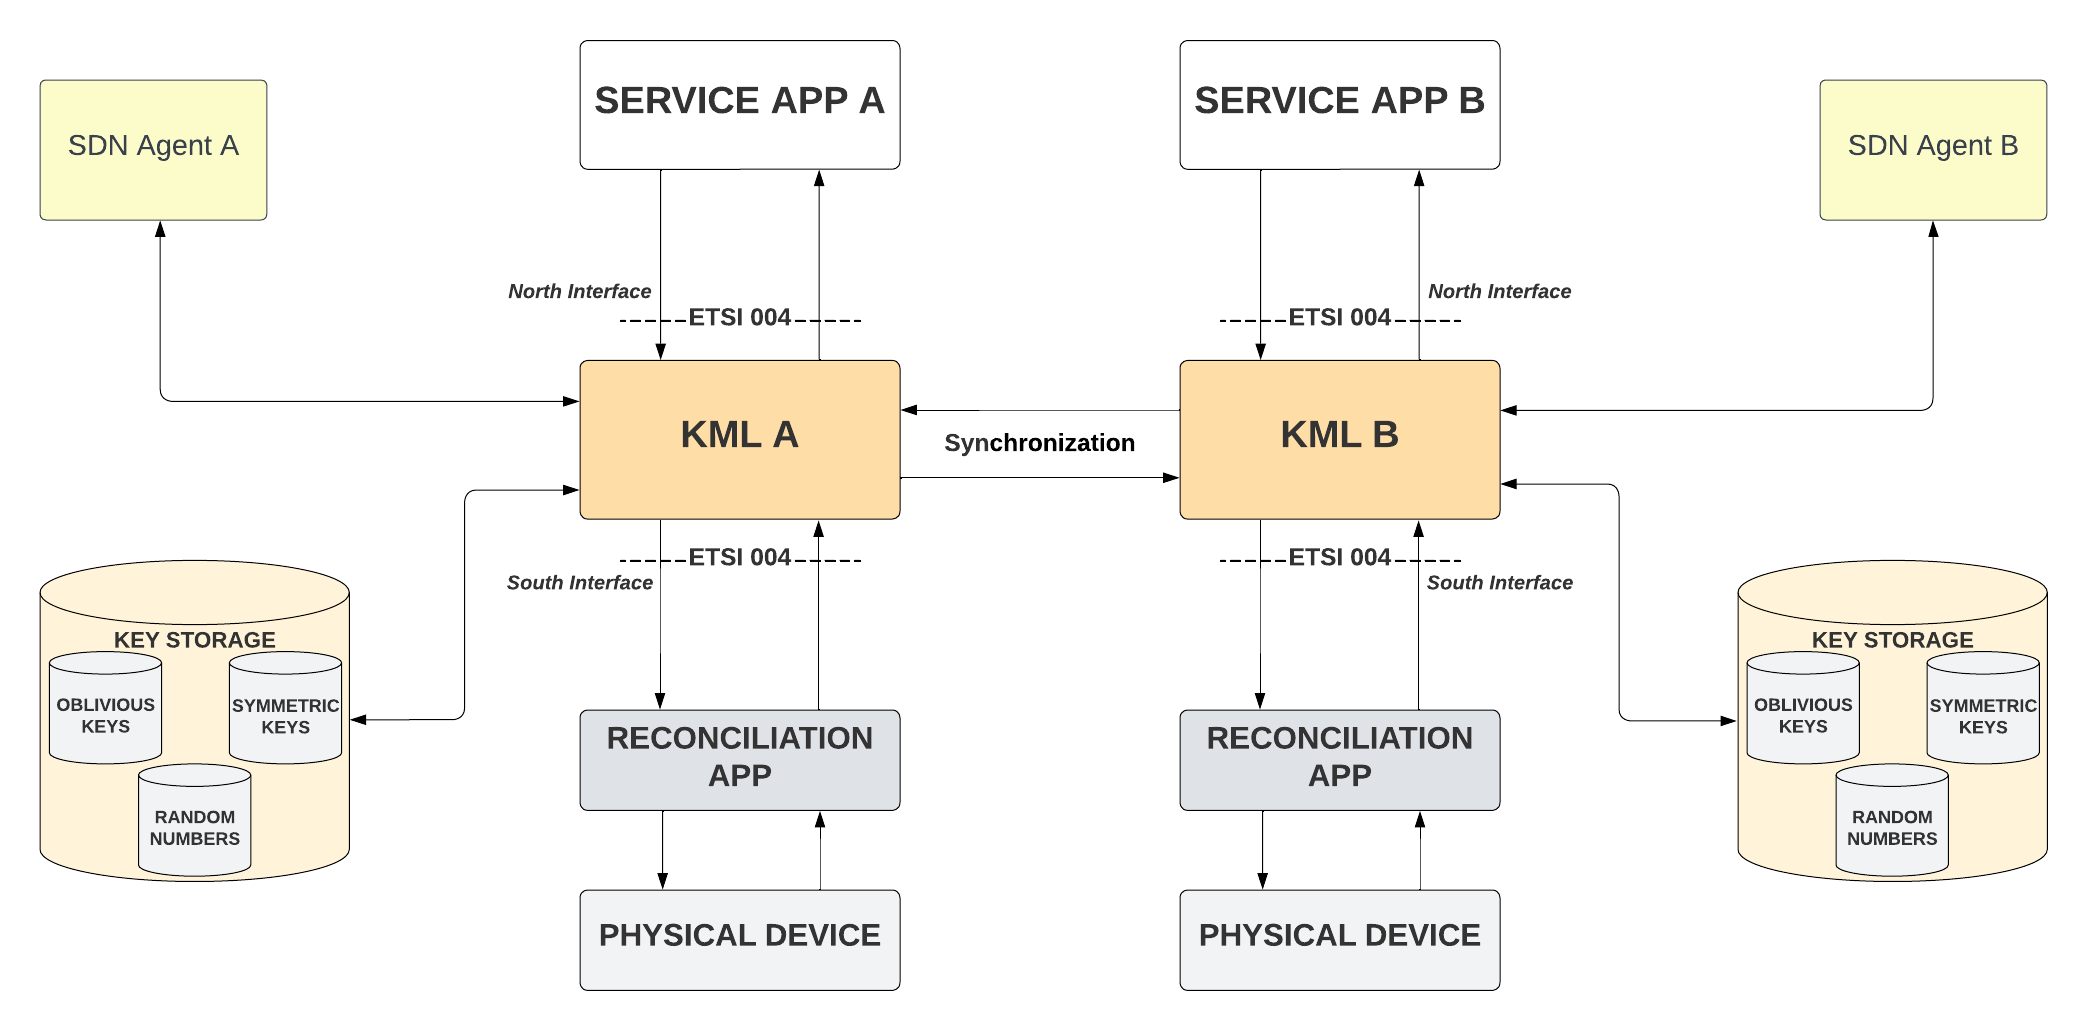 SERVICE APP A
SERVICE APP B
SDN Agent A
SDN Agent B
North Interface
North Interface
ETSI 004
ETSI 004
KML A
Synchronization
KML B
ETSI 004
ETSI 004
South Interface
South Interface
KEY STORAGE
OBLIVIOUS
KEYS
SYMMETRIC
KEYS
RANDOM
NUMBERS
RECONCILIATION
APP
RECONCILIATION
APP
KEY STORAGE
OBLIVIOUS
KEYS
SYMMETRIC
KEYS
RANDOM
NUMBERS
PHYSICAL DEVICE
PHYSICAL DEVICE